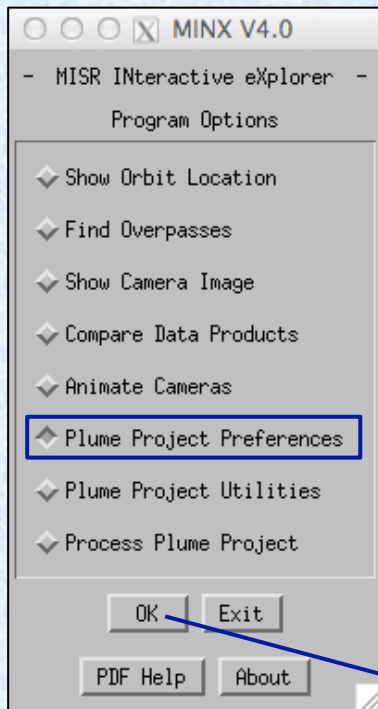 MINX V4.0
- MISR INteractive eXplorer -
Program Options
Show Orbit Location
Find Overpasses
Show Camera Image
Compare Data Products
Animate Cameras
Plume Project Preferences
Plume Project Utilities
Process Plume Project
OK Exit
PDF Help About